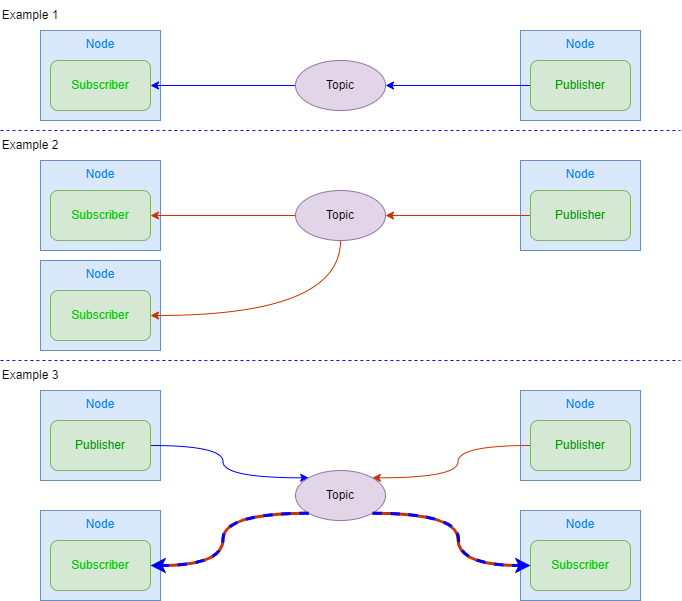 Example 1
Node
Node
Subscriber
Topic
Publisher
Example 2
Node
Node
Subscriber
Topic
Publisher
Node
Subscriber
Example 3
Node
Node
Publisher
Publisher
Topic
Node
Node
Subscriber
Subscriber